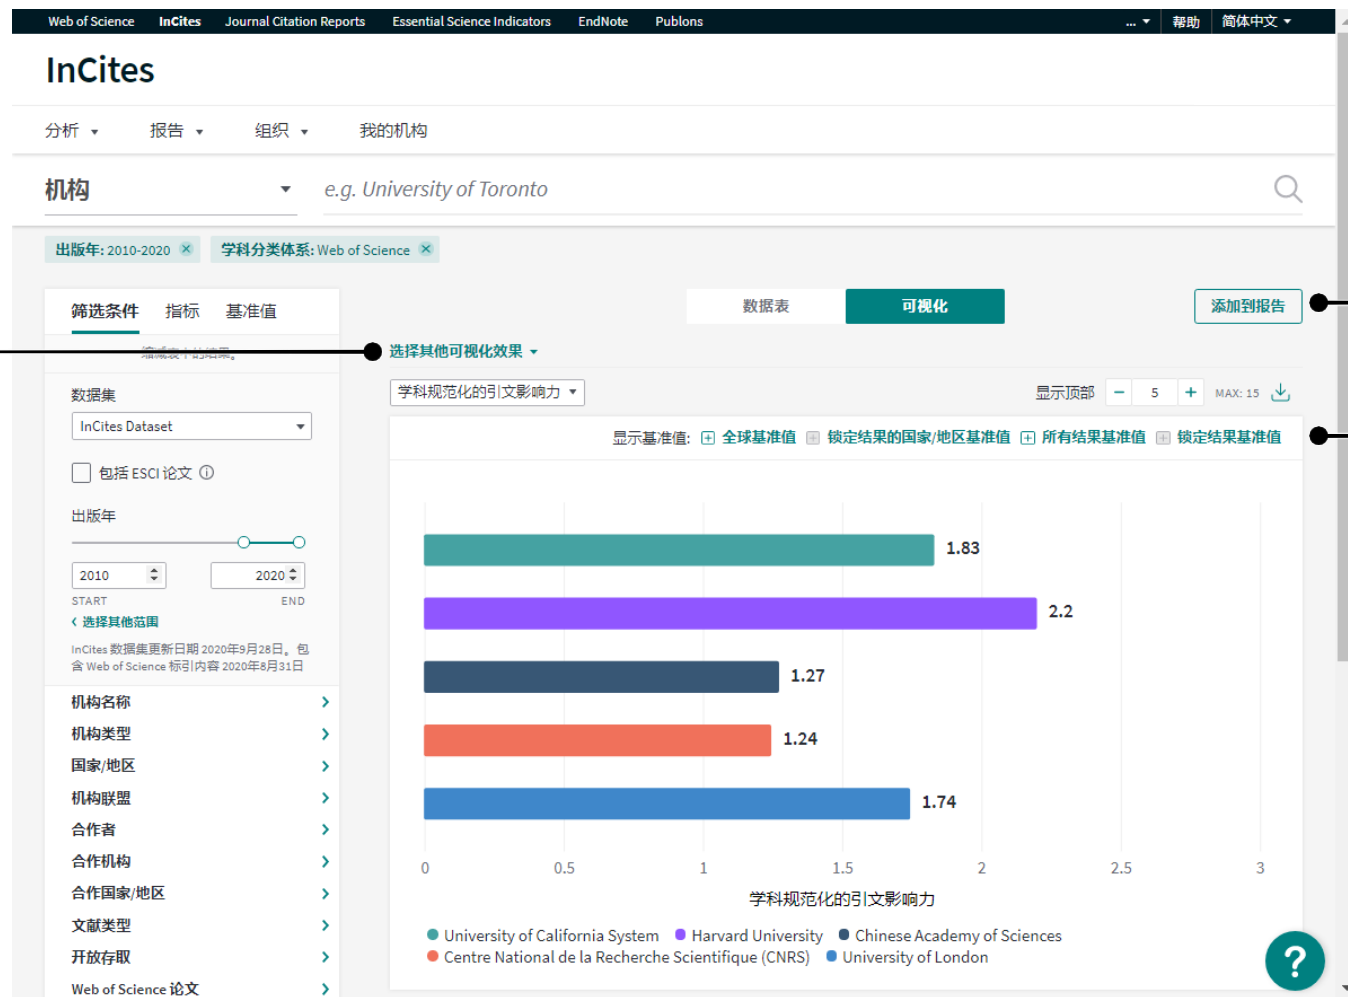 Web of Science InCites Journal Citation Reports Essential Science Indicators EndNote Publons ... 帮助 简体中文
InCites
分析 报告 组织 我的机构
机构 e.g. University of Toronto
出版年: 2010-2020 学科分类体系: Web of Science
筛选条件 指标 基准值
数据表 可视化 添加到报告
选择其他可视化效果
学科规范化的引文影响力 显示顶部 − 5 + MAX: 15
数据集
InCites Dataset
显示基准值: 全球基准值 锁定结果的国家/地区基准值 所有结果基准值 锁定结果基准值
包括 ESCI 论文
出版年
2010 2020
START END
选择其他范围
InCites 数据集更新日期 2020年9月28日。包
含 Web of Science 标引内容 2020年8月31日
机构名称
机构类型
国家/地区
机构联盟
合作者
合作机构
合作国家/地区
文献类型
开放存取
Web of Science 论文
1.83
2.2
1.27
1.24
1.74
0 0.5 1 1.5 2 2.5 3
学科规范化的引文影响力
University of California System Harvard University Chinese Academy of Sciences
Centre National de la Recherche Scientifique (CNRS) University of London
?